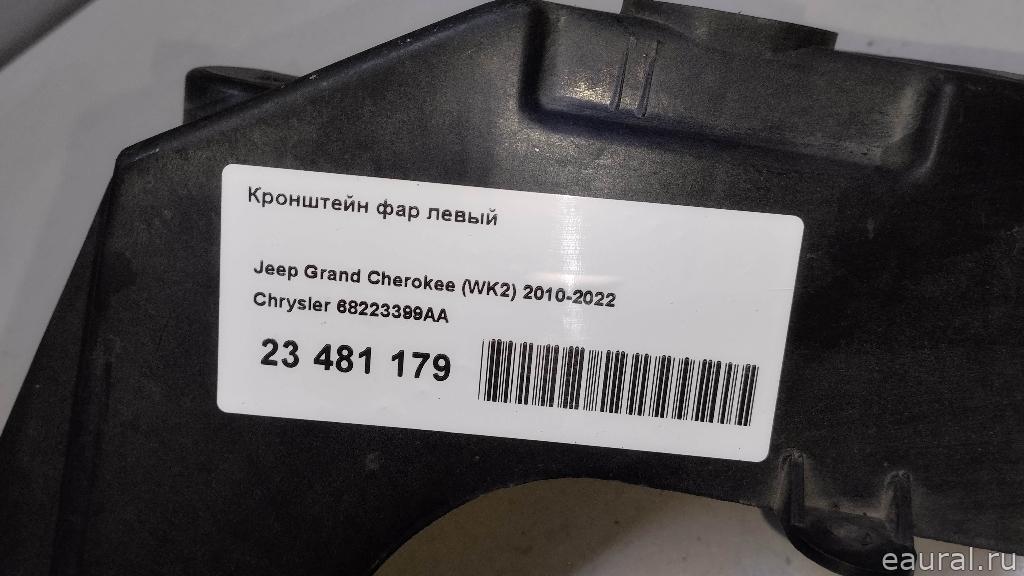 Кронштейн фар левый
Jeep Grand Cherokee (WK2) 2010-2022
Chrysler 68223399AA
23 481 179
eaural.ru